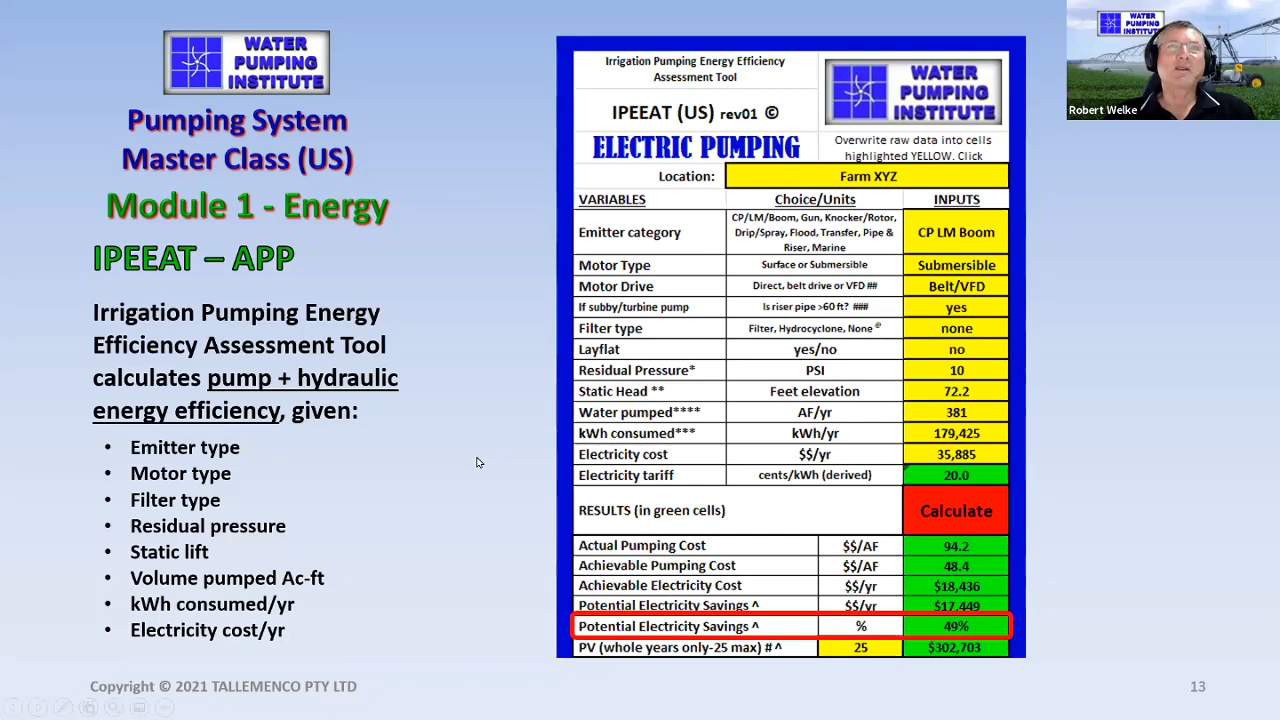 WATER
PUMPING
INSTITUTE
Pumping System
Master Class (US)
Module 1 - Energy
IPEEAT – APP
Irrigation Pumping Energy
Efficiency Assessment Tool
calculates pump + hydraulic
energy efficiency, given:
• Emitter type
• Motor type
• Filter type
• Residual pressure
• Static lift
• Volume pumped Ac-ft
• kWh consumed/yr
• Electricity cost/yr
Copyright © 2021 TALLEMENCO PTY LTD
Irrigation Pumping Energy Efficiency
Assessment Tool
IPEEAT (US) rev01 ©
ELECTRIC PUMPING
WATER
PUMPING
INSTITUTE
Overwrite raw data into cells
highlighted YELLOW. Click
Location: Farm XYZ
VARIABLES Choice/Units INPUTS
Emitter category CP/LM/Boom, Gun, Knocker/Rotor,
Drip/Spray, Flood, Transfer, Pipe &
Riser, Marine
CP LM Boom
Motor Type Surface or Submersible Submersible
Motor Drive Direct, belt drive or VFD ## Belt/VFD
If subby/turbine pump Is riser pipe >60 ft? ### yes
Filter type Filter, Hydrocyclone, None @ none
Layflat yes/no no
Residual Pressure* PSI 10
Static Head ** Feet elevation 72.2
Water pumped**** AF/yr 381
kWh consumed*** kWh/yr 179,425
Electricity cost $$/yr 35,885
Electricity tariff cents/kWh (derived) 20.0
RESULTS (in green cells) Calculate
Actual Pumping Cost $$/AF 94.2
Achievable Pumping Cost $$/AF 48.4
Achievable Electricity Cost $$/yr $18,436
Potential Electricity Savings ^ $$/yr $17,449
Potential Electricity Savings ^ % 49%
PV (whole years only-25 max) # ^ 25 $302,703
WATER
PUMPING
INSTITUTE
Robert Welke
13